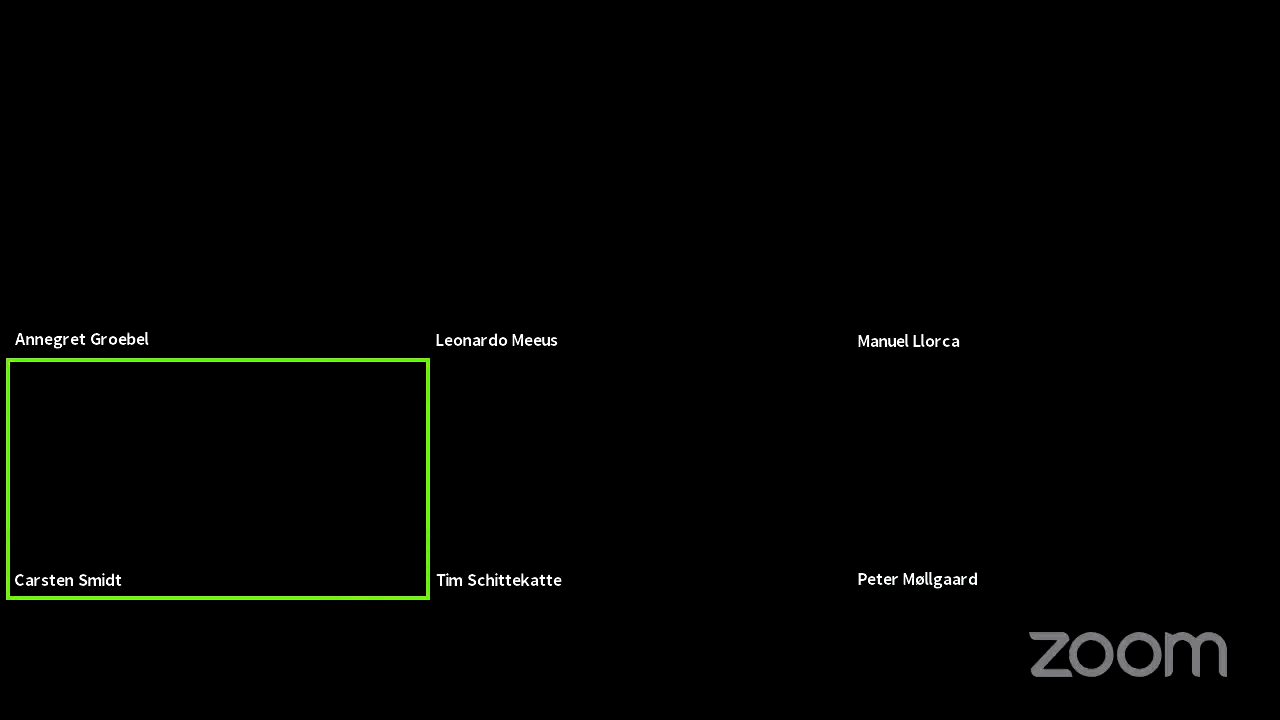 Annegret Groebel
Leonardo Meeus
Manuel Llorca
Carsten Smidt
Tim Schittekatte
Peter Møllgaard
zoom